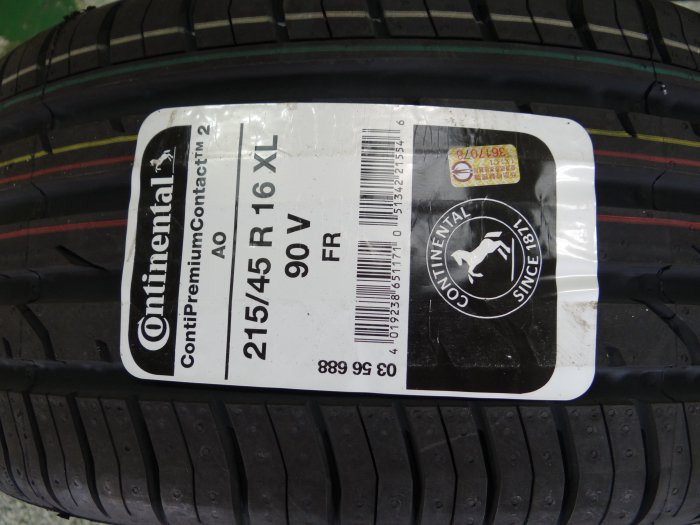 Continental
ContiPremiumContact™ 2
AO
215/45 R 16 XL
90 V
FR
03 56 688
4 019238 651171
0 51342 21554 6
3617078
CONTINENTAL
SINCE 1871